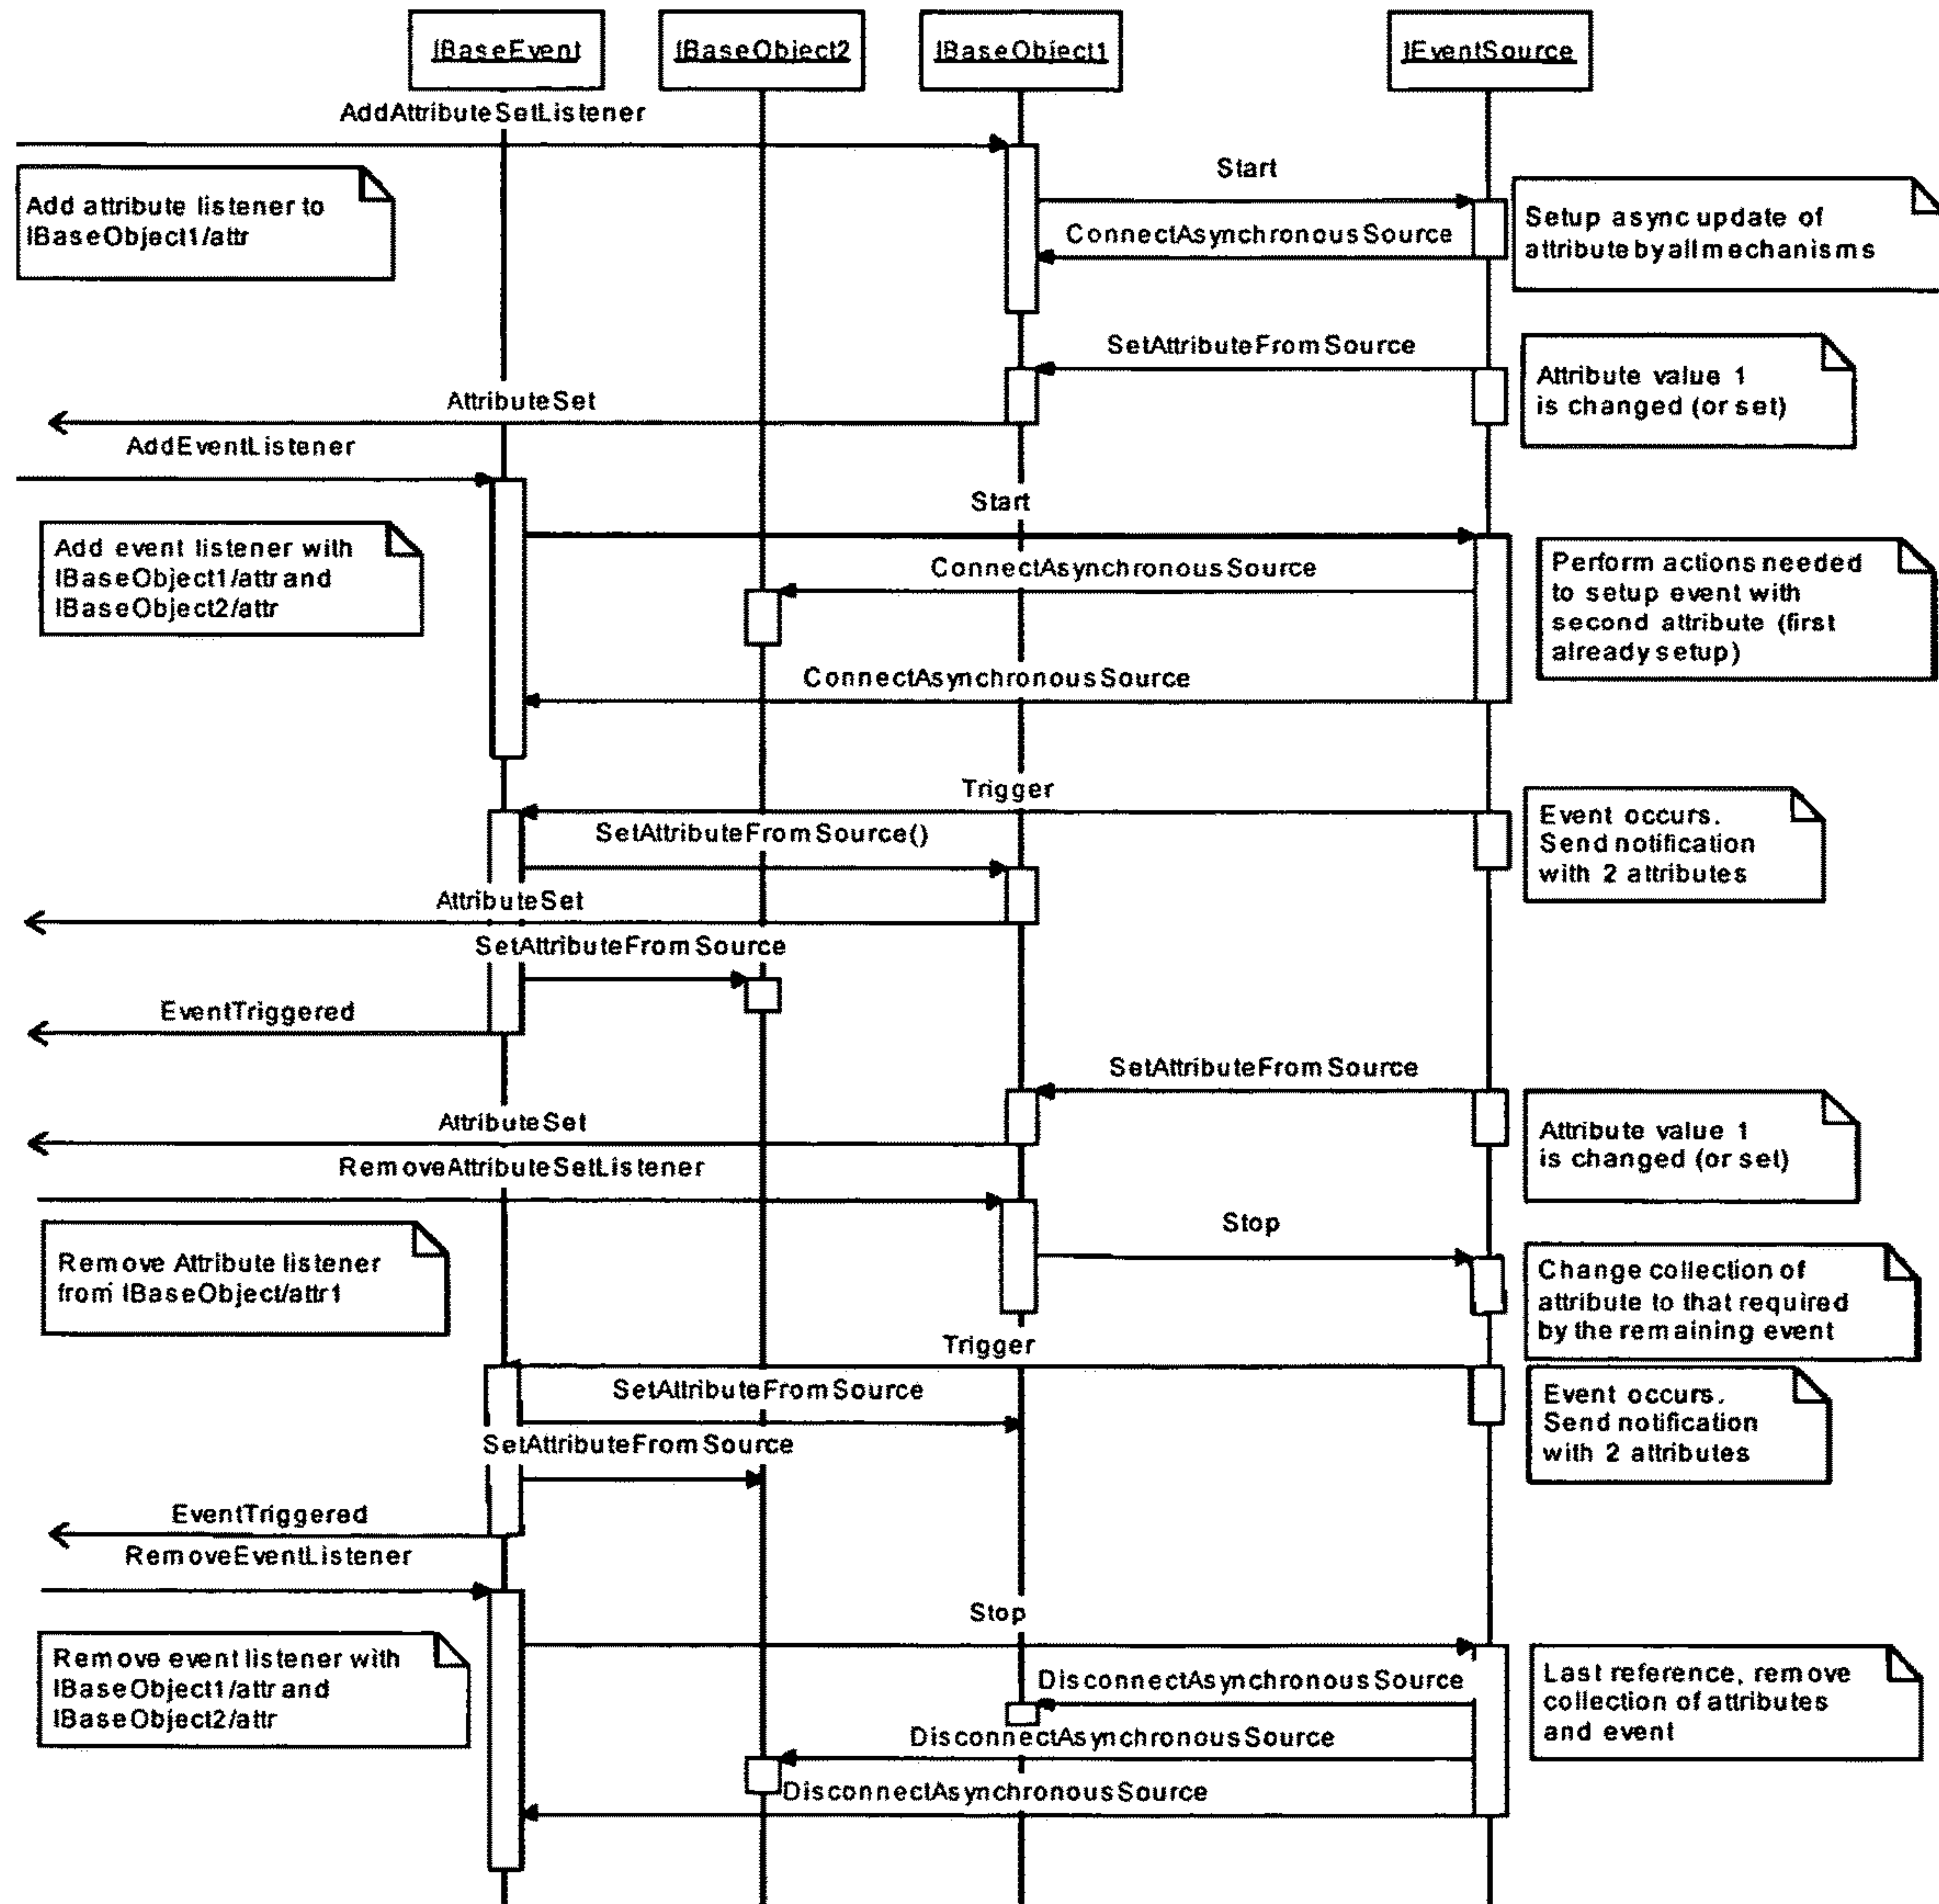 IBaseEvent
IBaseObject2
IBaseObject1
IEventSource
AddAttributeSetListener
Add attribute listener to
IBaseObject1/attr
Start
ConnectAsynchronousSource
Setup async update of
attribute by all mechanisms
SetAttributeFromSource
Attribute value 1
is changed (or set)
AttributeSet
AddEventListener
Start
Add event listener with
IBaseObject1/attr and
IBaseObject2/attr
ConnectAsynchronousSource
Perform actions needed
to setup event with
second attribute (first
already setup)
ConnectAsynchronousSource
Trigger
Event occurs.
Send notification
with 2 attributes
SetAttributeFromSource()
AttributeSet
SetAttributeFromSource
EventTriggered
SetAttributeFromSource
Attribute value 1
is changed (or set)
AttributeSet
RemoveAttributeSetListener
Remove Attribute listener
from IBaseObject/attr1
Stop
Change collection of
attribute to that required
by the remaining event
Trigger
SetAttributeFromSource
Event occurs.
Send notification
with 2 attributes
SetAttributeFromSource
EventTriggered
RemoveEventListener
Stop
Remove event listener with
IBaseObject1/attr and
IBaseObject2/attr
DisconnectAsynchronousSource
Last reference, remove
collection of attributes
and event
DisconnectAsynchronousSource
DisconnectAsynchronousSource